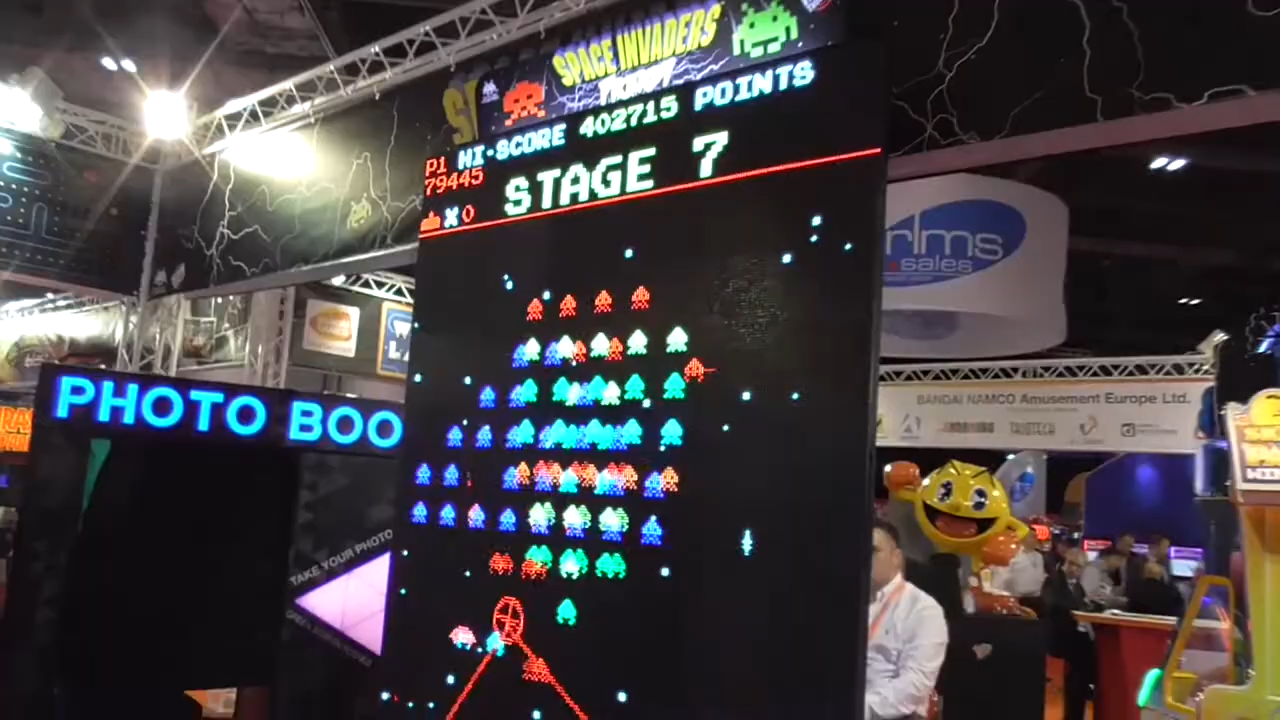 SPACE INVADERS
FRENZY
HI-SCORE 402715 POINTS
P1
79445
STAGE 7
X 0
rlms
sales
BANDAI NAMCO Amusement Europe Ltd.
PHOTO BOO
TAKE YOUR PHOTO